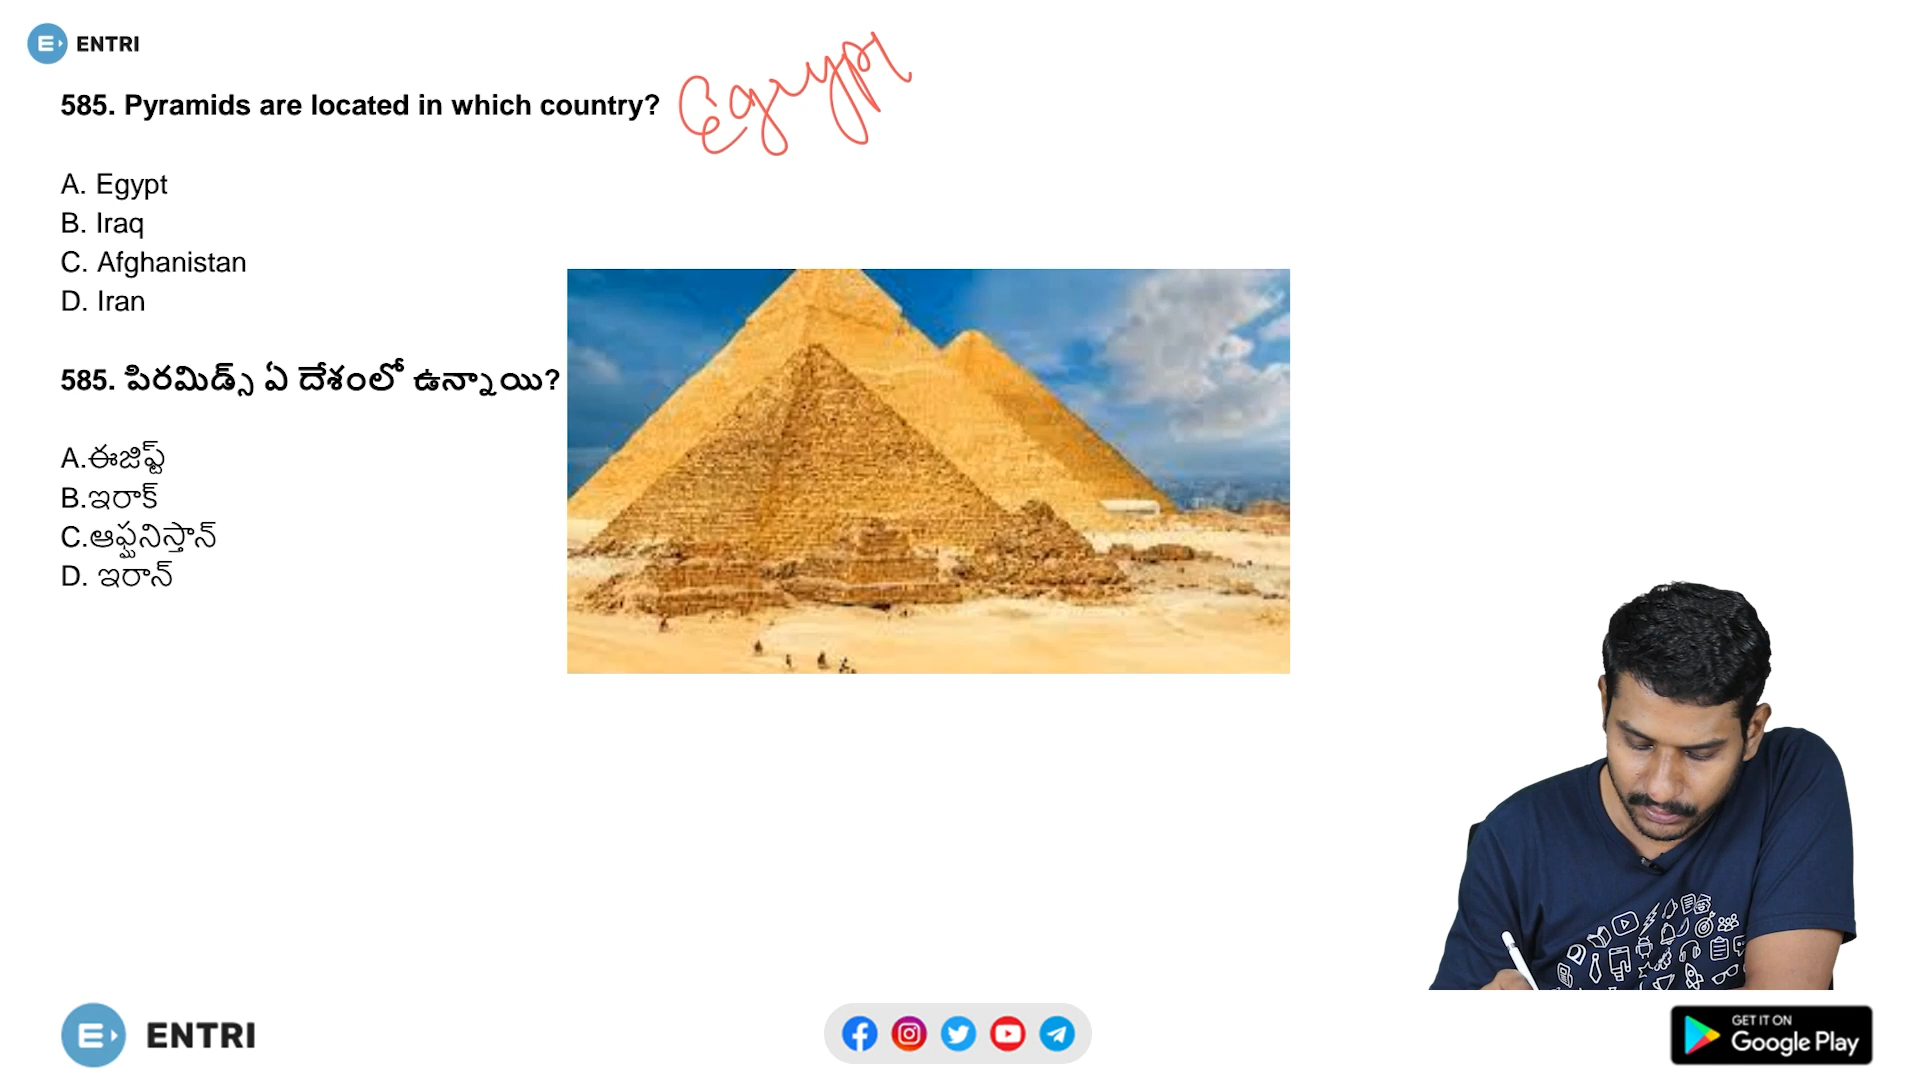 ENTRI
585. Pyramids are located in which country?
Egypt
A. Egypt
B. Iraq
C. Afghanistan
D. Iran
585. పిరమిడ్స్ ఏ దేశంలో ఉన్నాయి?
A.ఈజిప్ట్
B.ఇరాక్
C.ఆఫ్ఘనిస్తాన్
D. ఇరాన్
ENTRI
GET IT ON
Google Play